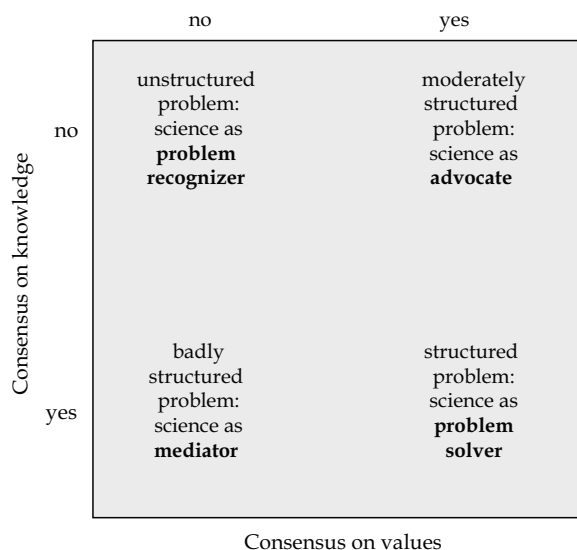 no
yes
unstructured
problem:
science as
problem
recognizer
moderately
structured
problem:
science as
advocate
no
Consensus on knowledge
badly
structured
problem:
science as
mediator
structured
problem:
science as
problem
solver
yes
Consensus on values